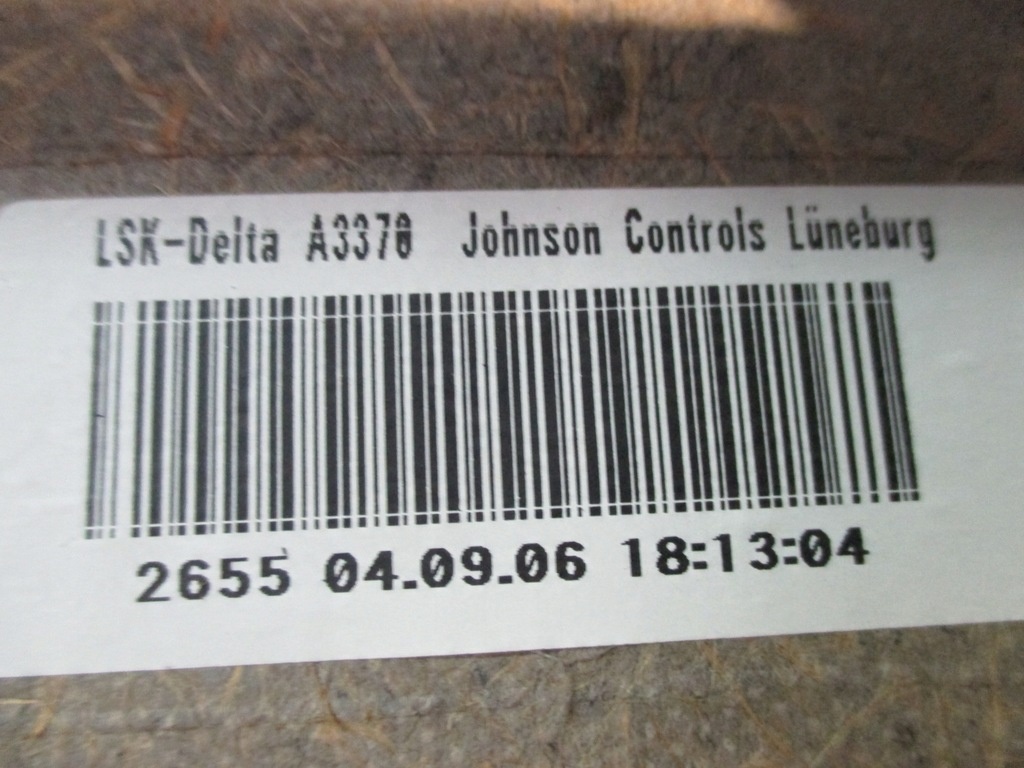 LSK-Delta A3370 Johnson Controls Lüneburg
2655 04.09.06 18:13:04